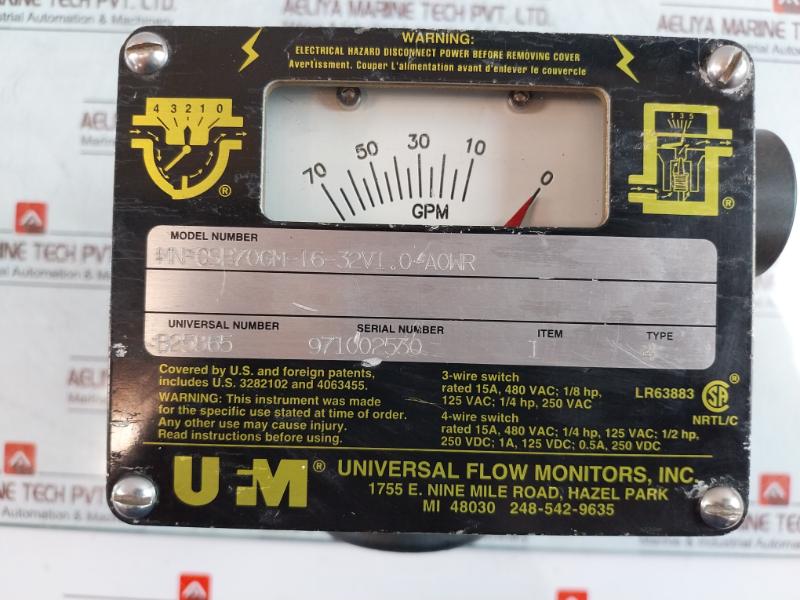 AELIYA MARINE TECH PVT. LTD.
WARNING:
ELECTRICAL HAZARD DISCONNECT POWER BEFORE REMOVING COVER
Avertissment. Couper L'alimentation avant d'enlever le couvercle
4 3 2 1 0
®
70 50 30 10 0
GPM
1 3 5
®
MODEL NUMBER
70GM-16-32V1.0-A0WR
UNIVERSAL NUMBER SERIAL NUMBER ITEM TYPE
971002530 1
Covered by U.S. and foreign patents,
includes U.S. 3282102 and 4063455.
WARNING: This instrument was made
for the specific use stated at time of order.
Any other use may cause injury.
Read instructions before using.
3-wire switch
rated 15A, 480 VAC; 1/8 hp,
125 VAC; 1/4 hp, 250 VAC
4-wire switch
rated 15A, 480 VAC; 1/4 hp, 125 VAC; 1/2 hp,
250 VDC; 1A, 125 VDC; 0.5A, 250 VDC
LR63883 ®
NRTL/C
UFM ® UNIVERSAL FLOW MONITORS, INC.
1755 E. NINE MILE ROAD, HAZEL PARK
MI 48030 248-542-9635